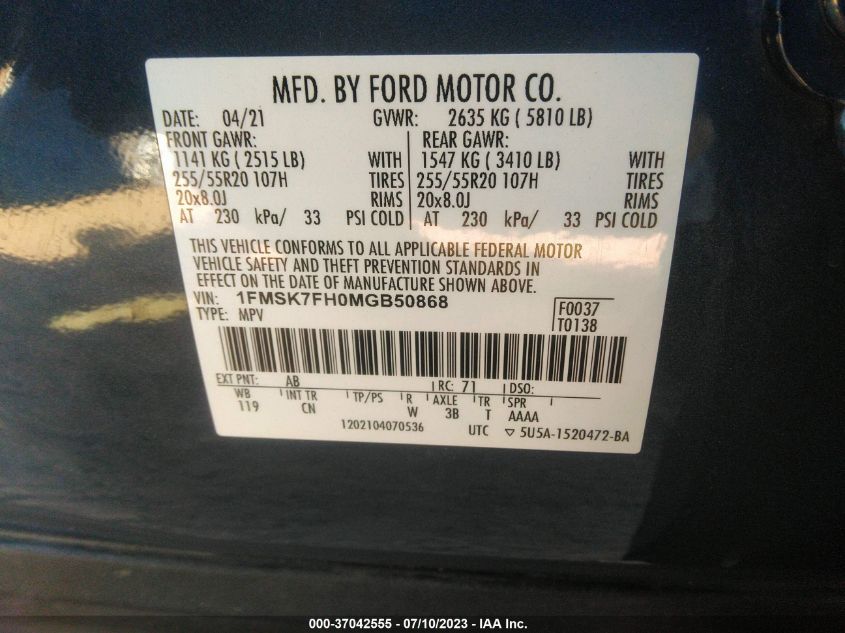 MFD. BY FORD MOTOR CO.
DATE: 04/21 GVWR: 2635 KG ( 5810 LB)
FRONT GAWR: REAR GAWR:
1141 KG ( 2515 LB) WITH 1547 KG ( 3410 LB) WITH
255/55R20 107H TIRES 255/55R20 107H TIRES
20x8.0J RIMS 20x8.0J RIMS
AT 230 kPa/ 33 PSI COLD AT 230 kPa/ 33 PSI COLD
THIS VEHICLE CONFORMS TO ALL APPLICABLE FEDERAL MOTOR
VEHICLE SAFETY AND THEFT PREVENTION STANDARDS IN
EFFECT ON THE DATE OF MANUFACTURE SHOWN ABOVE.
VIN: 1FMSK7FH0MGB50868 F0037
TYPE: MPV T0138
EXT PNT: AB RC: 71 DSO:
WB INT TR TP/PS R AXLE TR SPR
119 CN W 3B T AAAA
1202104070536 UTC ▽ 5U5A-1520472-BA
000-37042555 - 07/10/2023 - IAA Inc.